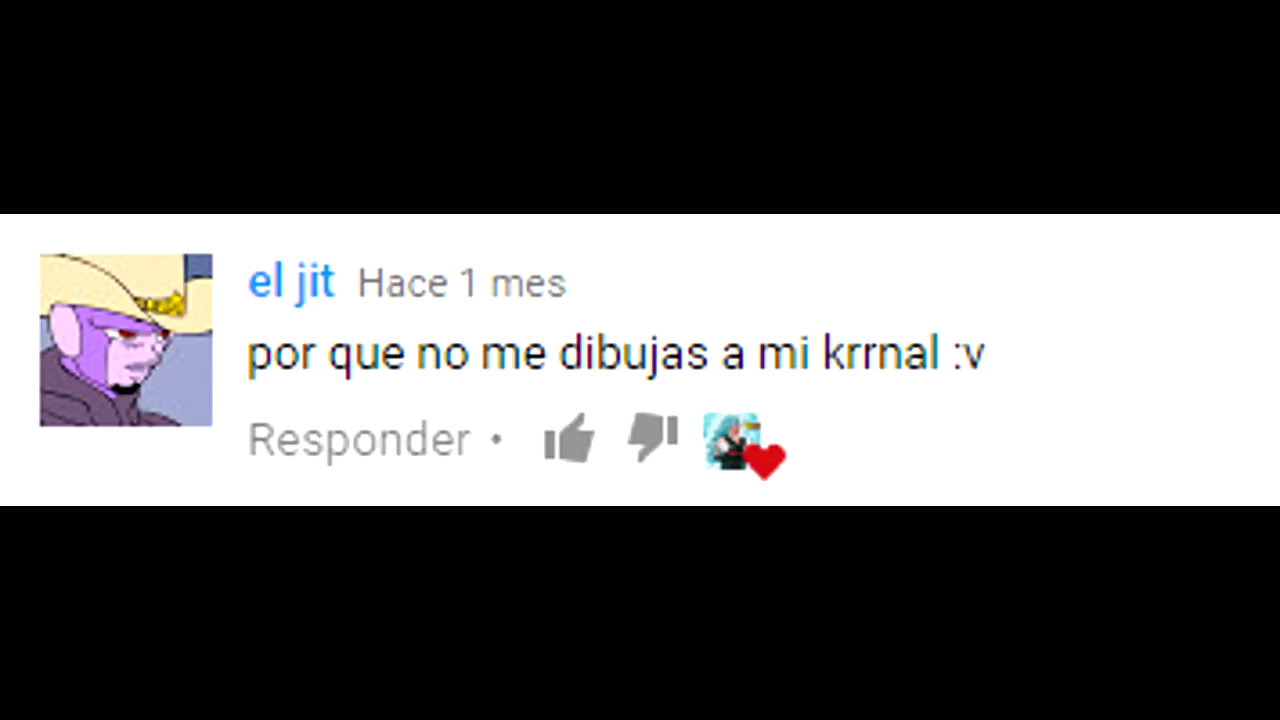 el jit Hace 1 mes
por que no me dibujas a mi krrnal :v
Responder •